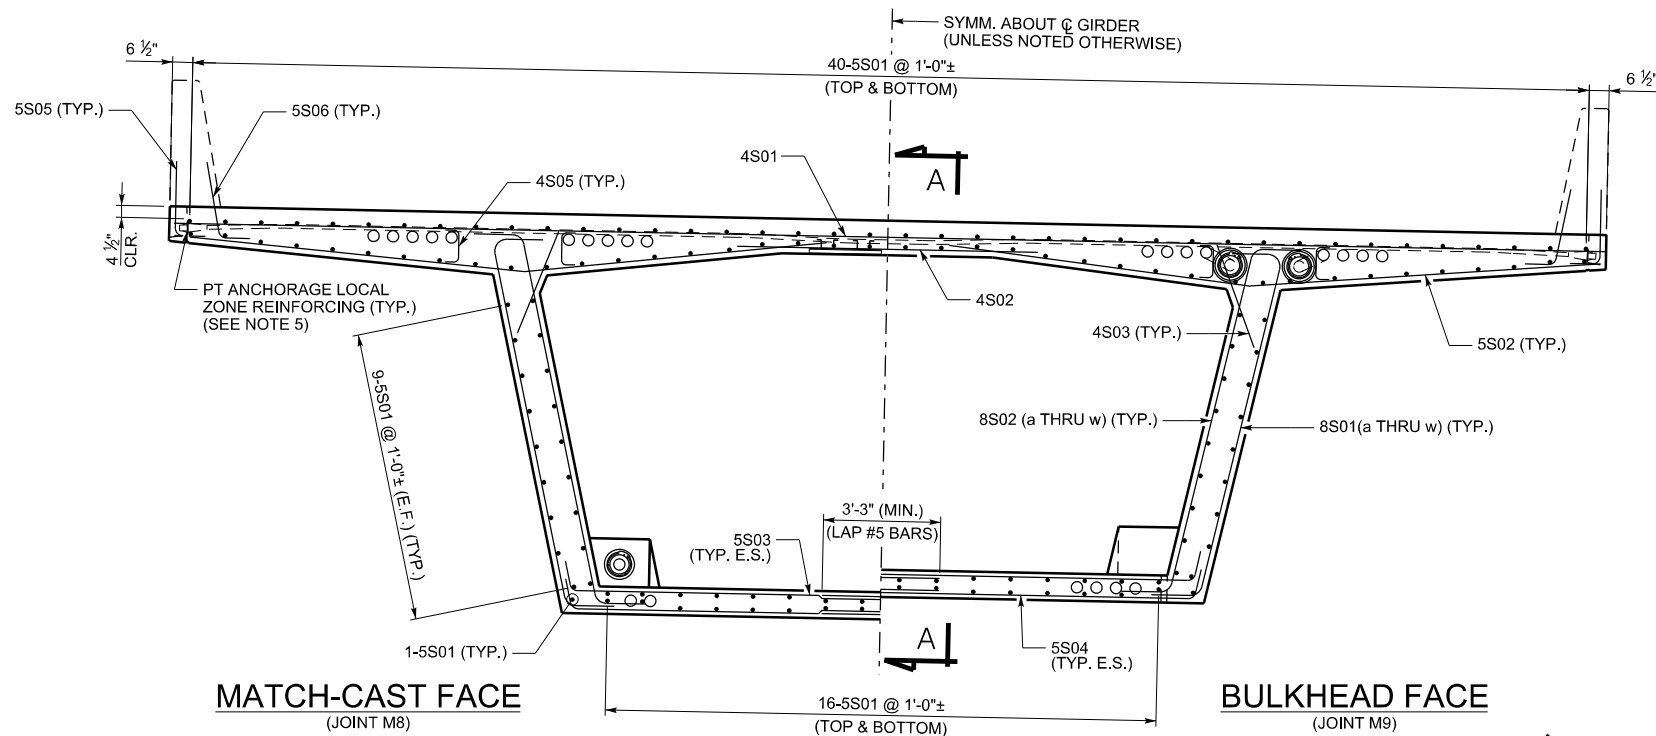 SYMM. ABOUT ℄ GIRDER
(UNLESS NOTED OTHERWISE)
6 ½"
40-5S01 @ 1'-0"±
(TOP & BOTTOM)
6 ½"
5S05 (TYP.)
5S06 (TYP.)
4S01
A
4S05 (TYP.)
4 ½"
CLR.
PT ANCHORAGE LOCAL
ZONE REINFORCING (TYP.)
(SEE NOTE 5)
4S02
4S03 (TYP.)
5S02 (TYP.)
9-5S01 @ 1'-0"± (E.F.) (TYP.)
8S02 (a THRU w) (TYP.)
8S01(a THRU w) (TYP.)
3'-3" (MIN.)
(LAP #5 BARS)
5S03
(TYP. E.S.)
1-5S01 (TYP.)
A
5S04
(TYP. E.S.)
MATCH-CAST FACE
(JOINT M8)
16-5S01 @ 1'-0"±
(TOP & BOTTOM)
BULKHEAD FACE
(JOINT M9)